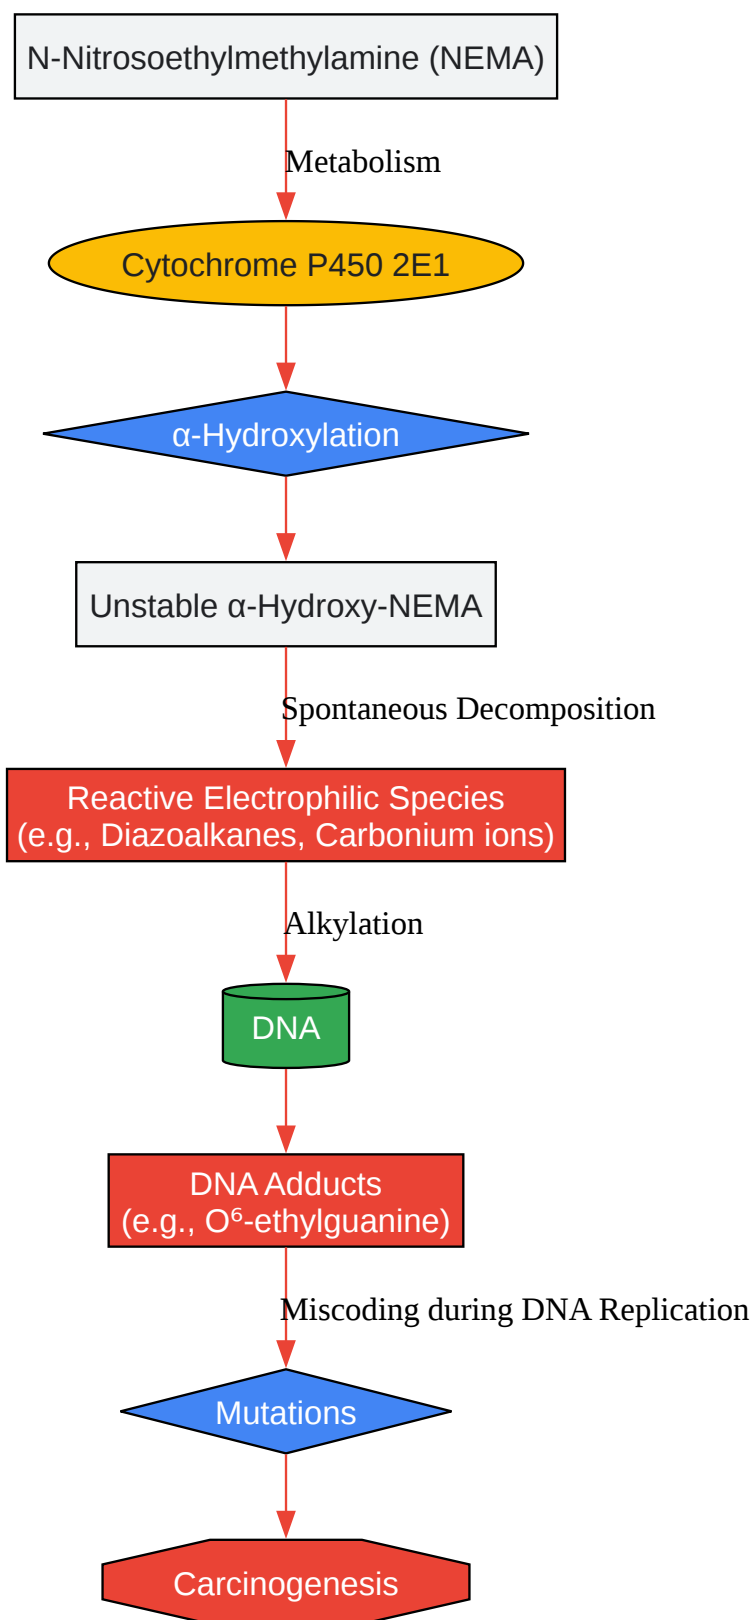 N-Nitrosoethylmethylamine (NEMA)
Metabolism
Cytochrome P450 2E1
α-Hydroxylation
Unstable α-Hydroxy-NEMA
Spontaneous Decomposition
Reactive Electrophilic Species
(e.g., Diazoalkanes, Carbonium ions)
Alkylation
DNA
DNA Adducts
(e.g., O⁶-ethylguanine)
Miscoding during DNA Replication
Mutations
Carcinogenesis